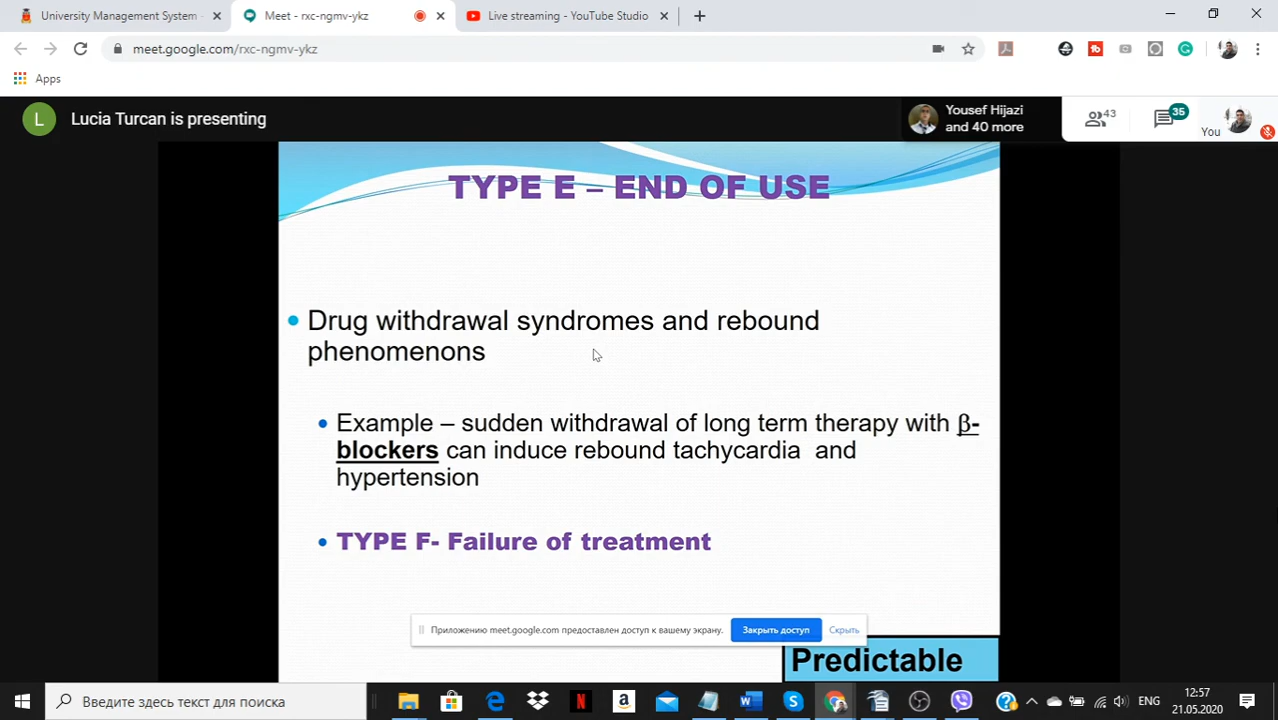 University Management System -
Meet - rxc-ngmv-ykz
Live streaming - YouTube Studio
meet.google.com/rxc-ngmv-ykz
Apps
L
Lucia Turcan is presenting
Yousef Hijazi
and 40 more
43
35
You
TYPE E – END OF USE
Drug withdrawal syndromes and rebound
phenomenons
Example – sudden withdrawal of long term therapy with β-
blockers can induce rebound tachycardia and
hypertension
TYPE F- Failure of treatment
Приложению meet.google.com предоставлен доступ к вашему экрану.
Закрыть доступ
Скрыть
Predictable
Введите здесь текст для поиска
ENG
12:57
21.05.2020